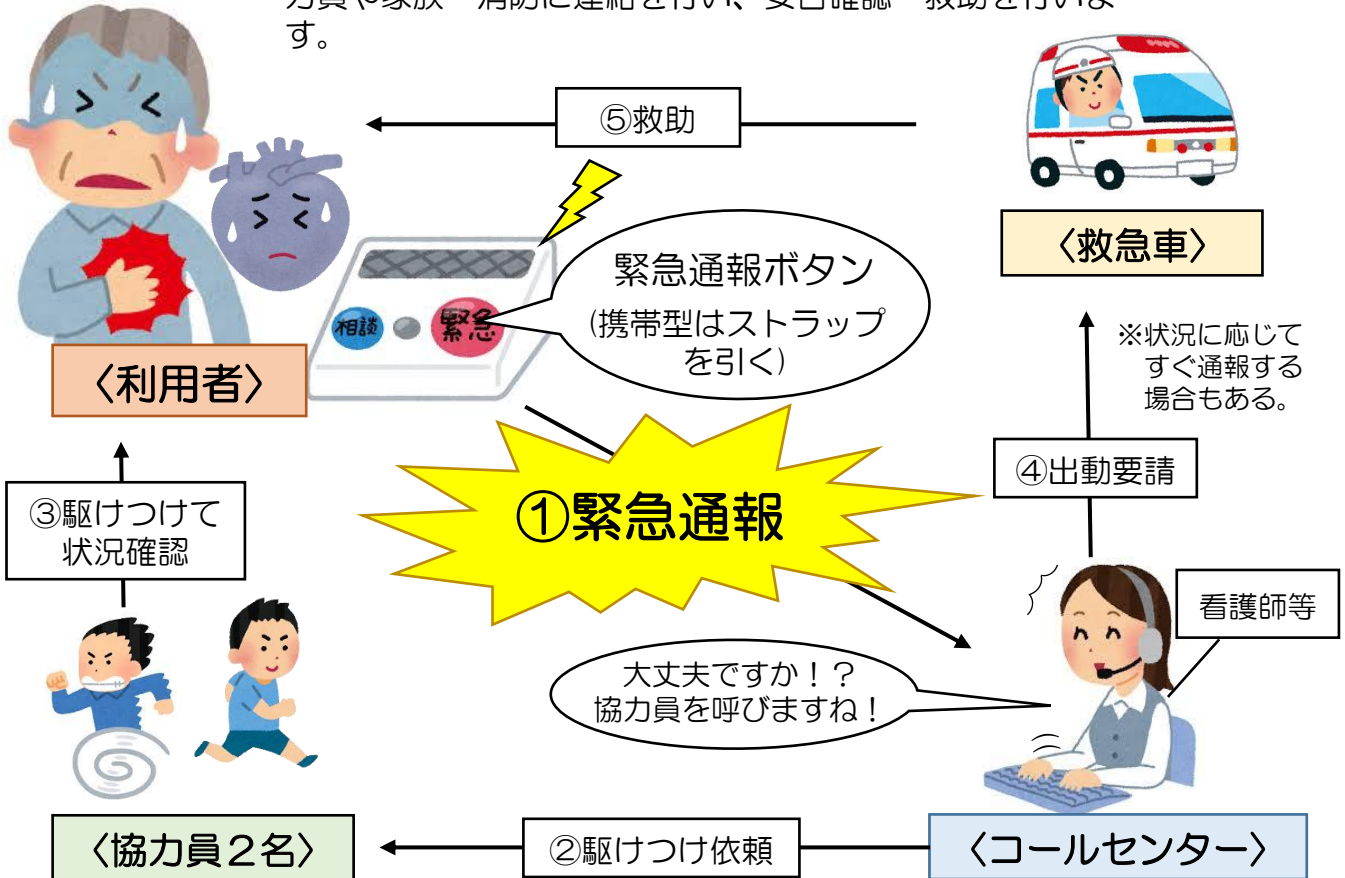 す。
⑤救助
緊急通報ボタン
(携帯型はストラップ
を引く)
相談
緊急
〈利用者〉
〈救急車〉
※状況に応じて
すぐ通報する
場合もある。
①緊急通報
④出動要請
③駆けつけて
状況確認
看護師等
大丈夫ですか！？
協力員を呼びますね！
〈協力員２名〉
②駆けつけ依頼
〈コールセンター〉